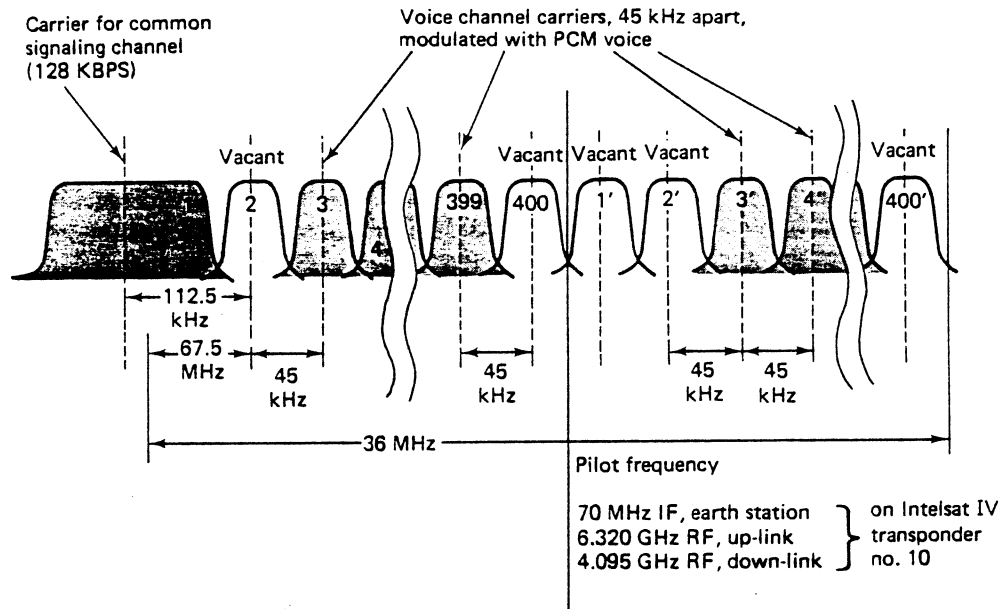 Carrier for common
signaling channel
(128 KBPS)
Voice channel carriers, 45 kHz apart,
modulated with PCM voice
Vacant
Vacant
Vacant
Vacant
Vacant
2
3
4
399
400
1'
2'
3'
4'
400'
112.5
kHz
67.5
MHz
45
kHz
45
kHz
45
kHz
45
kHz
36 MHz
Pilot frequency
70 MHz IF, earth station
6.320 GHz RF, up-link
4.095 GHz RF, down-link
on Intelsat IV
transponder
no. 10